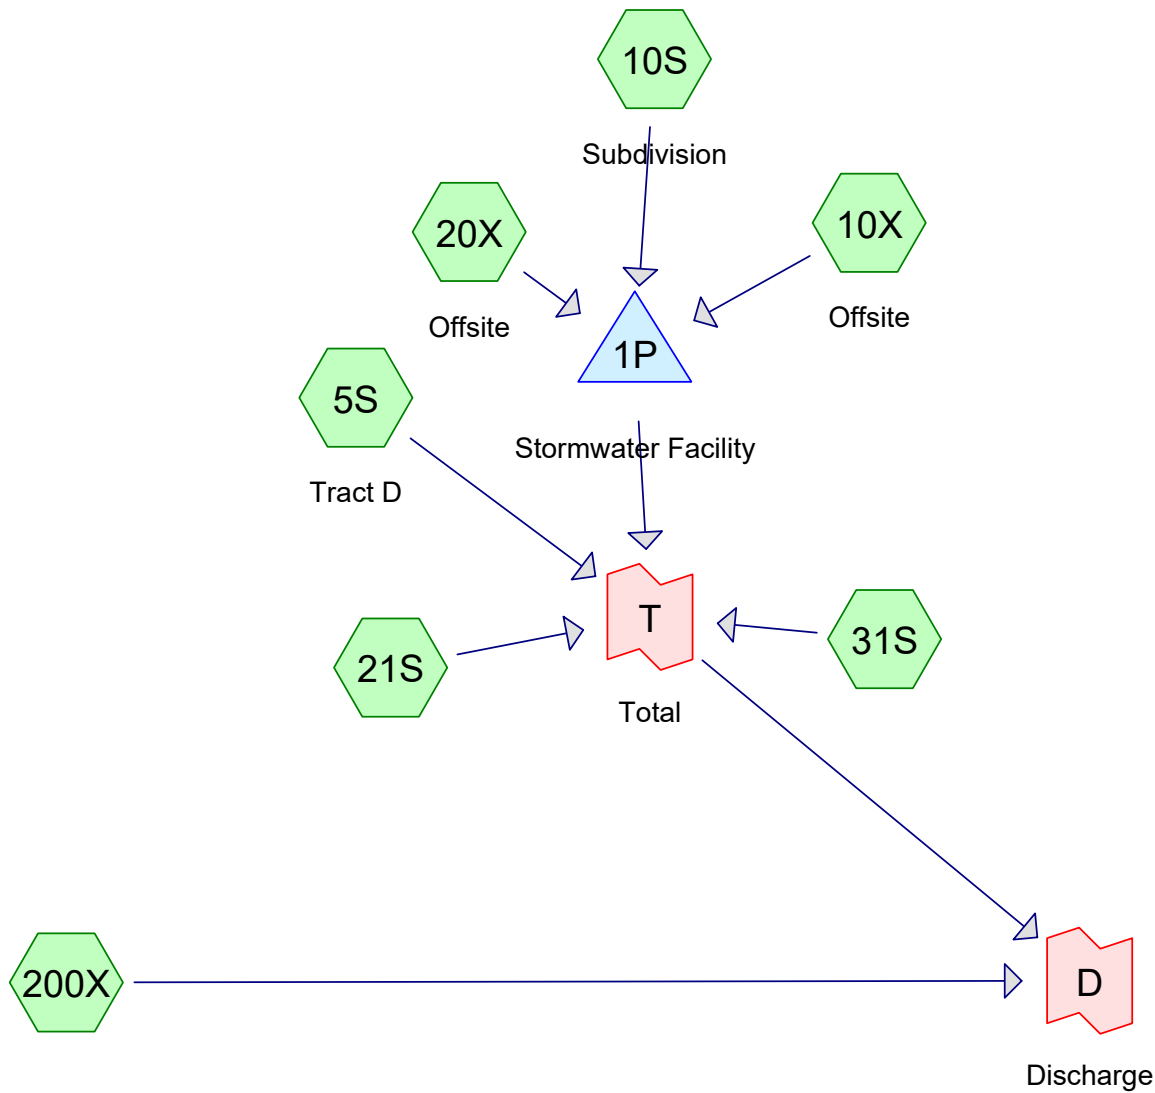 10S
Subdivision
20X
Offsite
10X
Offsite
1P
Stormwater Facility
5S
Tract D
T
Total
21S
31S
200X
D
Discharge